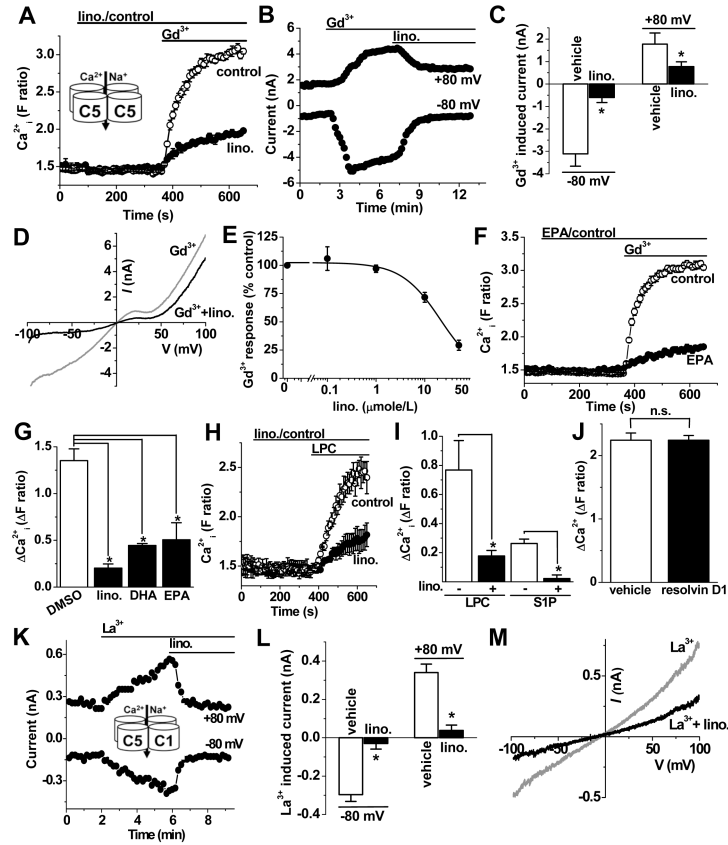 A
lino./control
Gd³⁺
control
lino.
Ca²⁺ Na⁺
C5 C5
Ca²⁺ᵢ (F ratio)
3.0
2.5
2.0
1.5
0 200 400 600
Time (s)
B
Gd³⁺
lino.
+80 mV
-80 mV
Current (nA)
6
4
2
0
-2
-4
-6
0 3 6 9 12
Time (min)
C
+80 mV
vehicle
lino.
*
vehicle
lino.
*
-80 mV
Gd³⁺ induced current (nA)
3
2
1
0
-1
-2
-3
-4
D
Gd³⁺
Gd³⁺+lino.
I (nA)
6
4
2
-2
-4
-100 -50 50 100
V (mV)
E
Gd³⁺ response (% control)
125
100
75
50
25
0
0 0.1 1 10
lino. (μmole/L)
F
EPA/control
Gd³⁺
control
EPA
Ca²⁺ᵢ (F ratio)
3.0
2.5
2.0
1.5
0 200 400 600
Time (s)
G
ΔCa²⁺ᵢ (ΔF ratio)
1.5
1.0
0.5
0.0
* * *
DMSO lino. DHA EPA
H
lino./control
LPC
control
lino.
Ca²⁺ᵢ (F ratio)
2.5
2.0
1.5
0 200 400 600
Time (s)
I
ΔCa²⁺ᵢ (ΔF ratio)
1.0
0.8
0.6
0.4
0.2
* *
lino. - + - +
LPC S1P
J
n.s.
ΔCa²⁺ (ΔF ratio)
2.5
2.0
1.5
1.0
0.5
0
vehicle resolvin D1
K
La³⁺
lino.
+80 mV
-80 mV
Ca²⁺ Na⁺
C5 C1
Current (nA)
0.6
0.3
0.0
-0.3
0 2 4 6 8
Time (min)
L
+80 mV
vehicle
lino.
*
vehicle
lino.
*
-80 mV
La³⁺ induced current (nA)
0.4
0.2
0.0
-0.2
-0.4
M
La³⁺
La³⁺+ lino.
I (nA)
0.5
-0.5
-100 -50 50 100
V (mV)